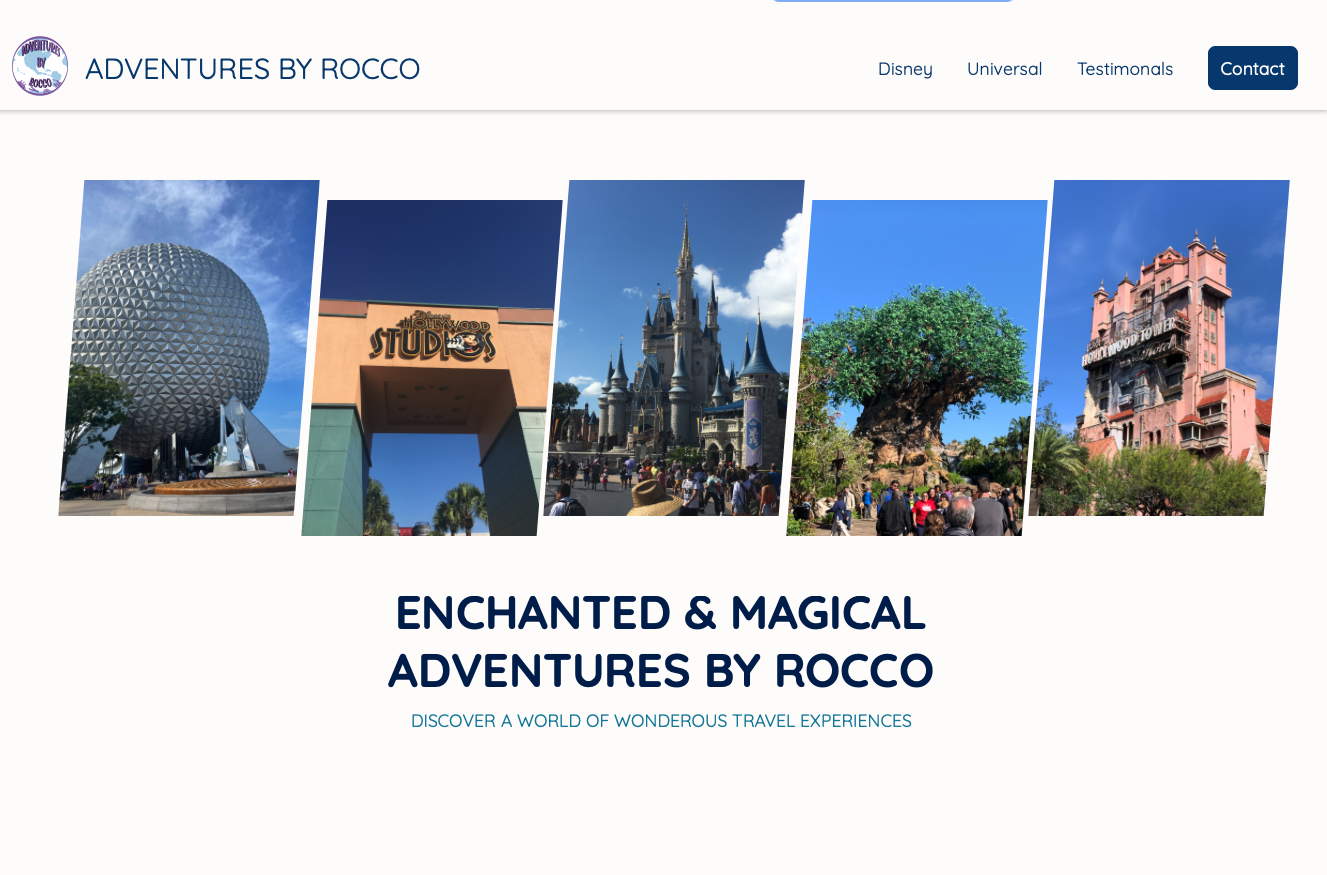 ADVENTURES
BY
ROCCO
ADVENTURES BY ROCCO
Disney
Universal
Testimonals
Contact
Disney's
HOLLYWOOD
STUDIOS
HOLLYWOOD TOWER
Hotel
ENCHANTED & MAGICAL
ADVENTURES BY ROCCO
DISCOVER A WORLD OF WONDEROUS TRAVEL EXPERIENCES